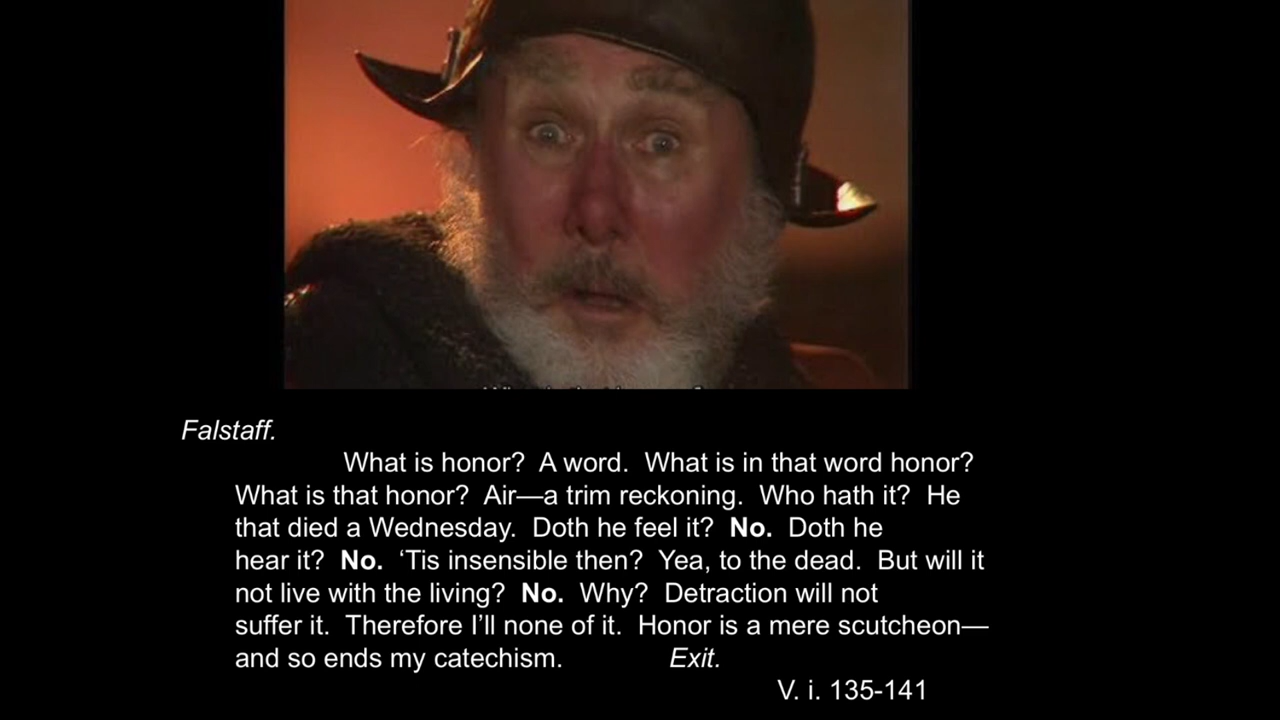 Falstaff.
What is honor? A word. What is in that word honor?
What is that honor? Air—a trim reckoning. Who hath it? He
that died a Wednesday. Doth he feel it? No. Doth he
hear it? No. ‘Tis insensible then? Yea, to the dead. But will it
not live with the living? No. Why? Detraction will not
suffer it. Therefore I’ll none of it. Honor is a mere scutcheon—
and so ends my catechism. Exit.
V. i. 135-141